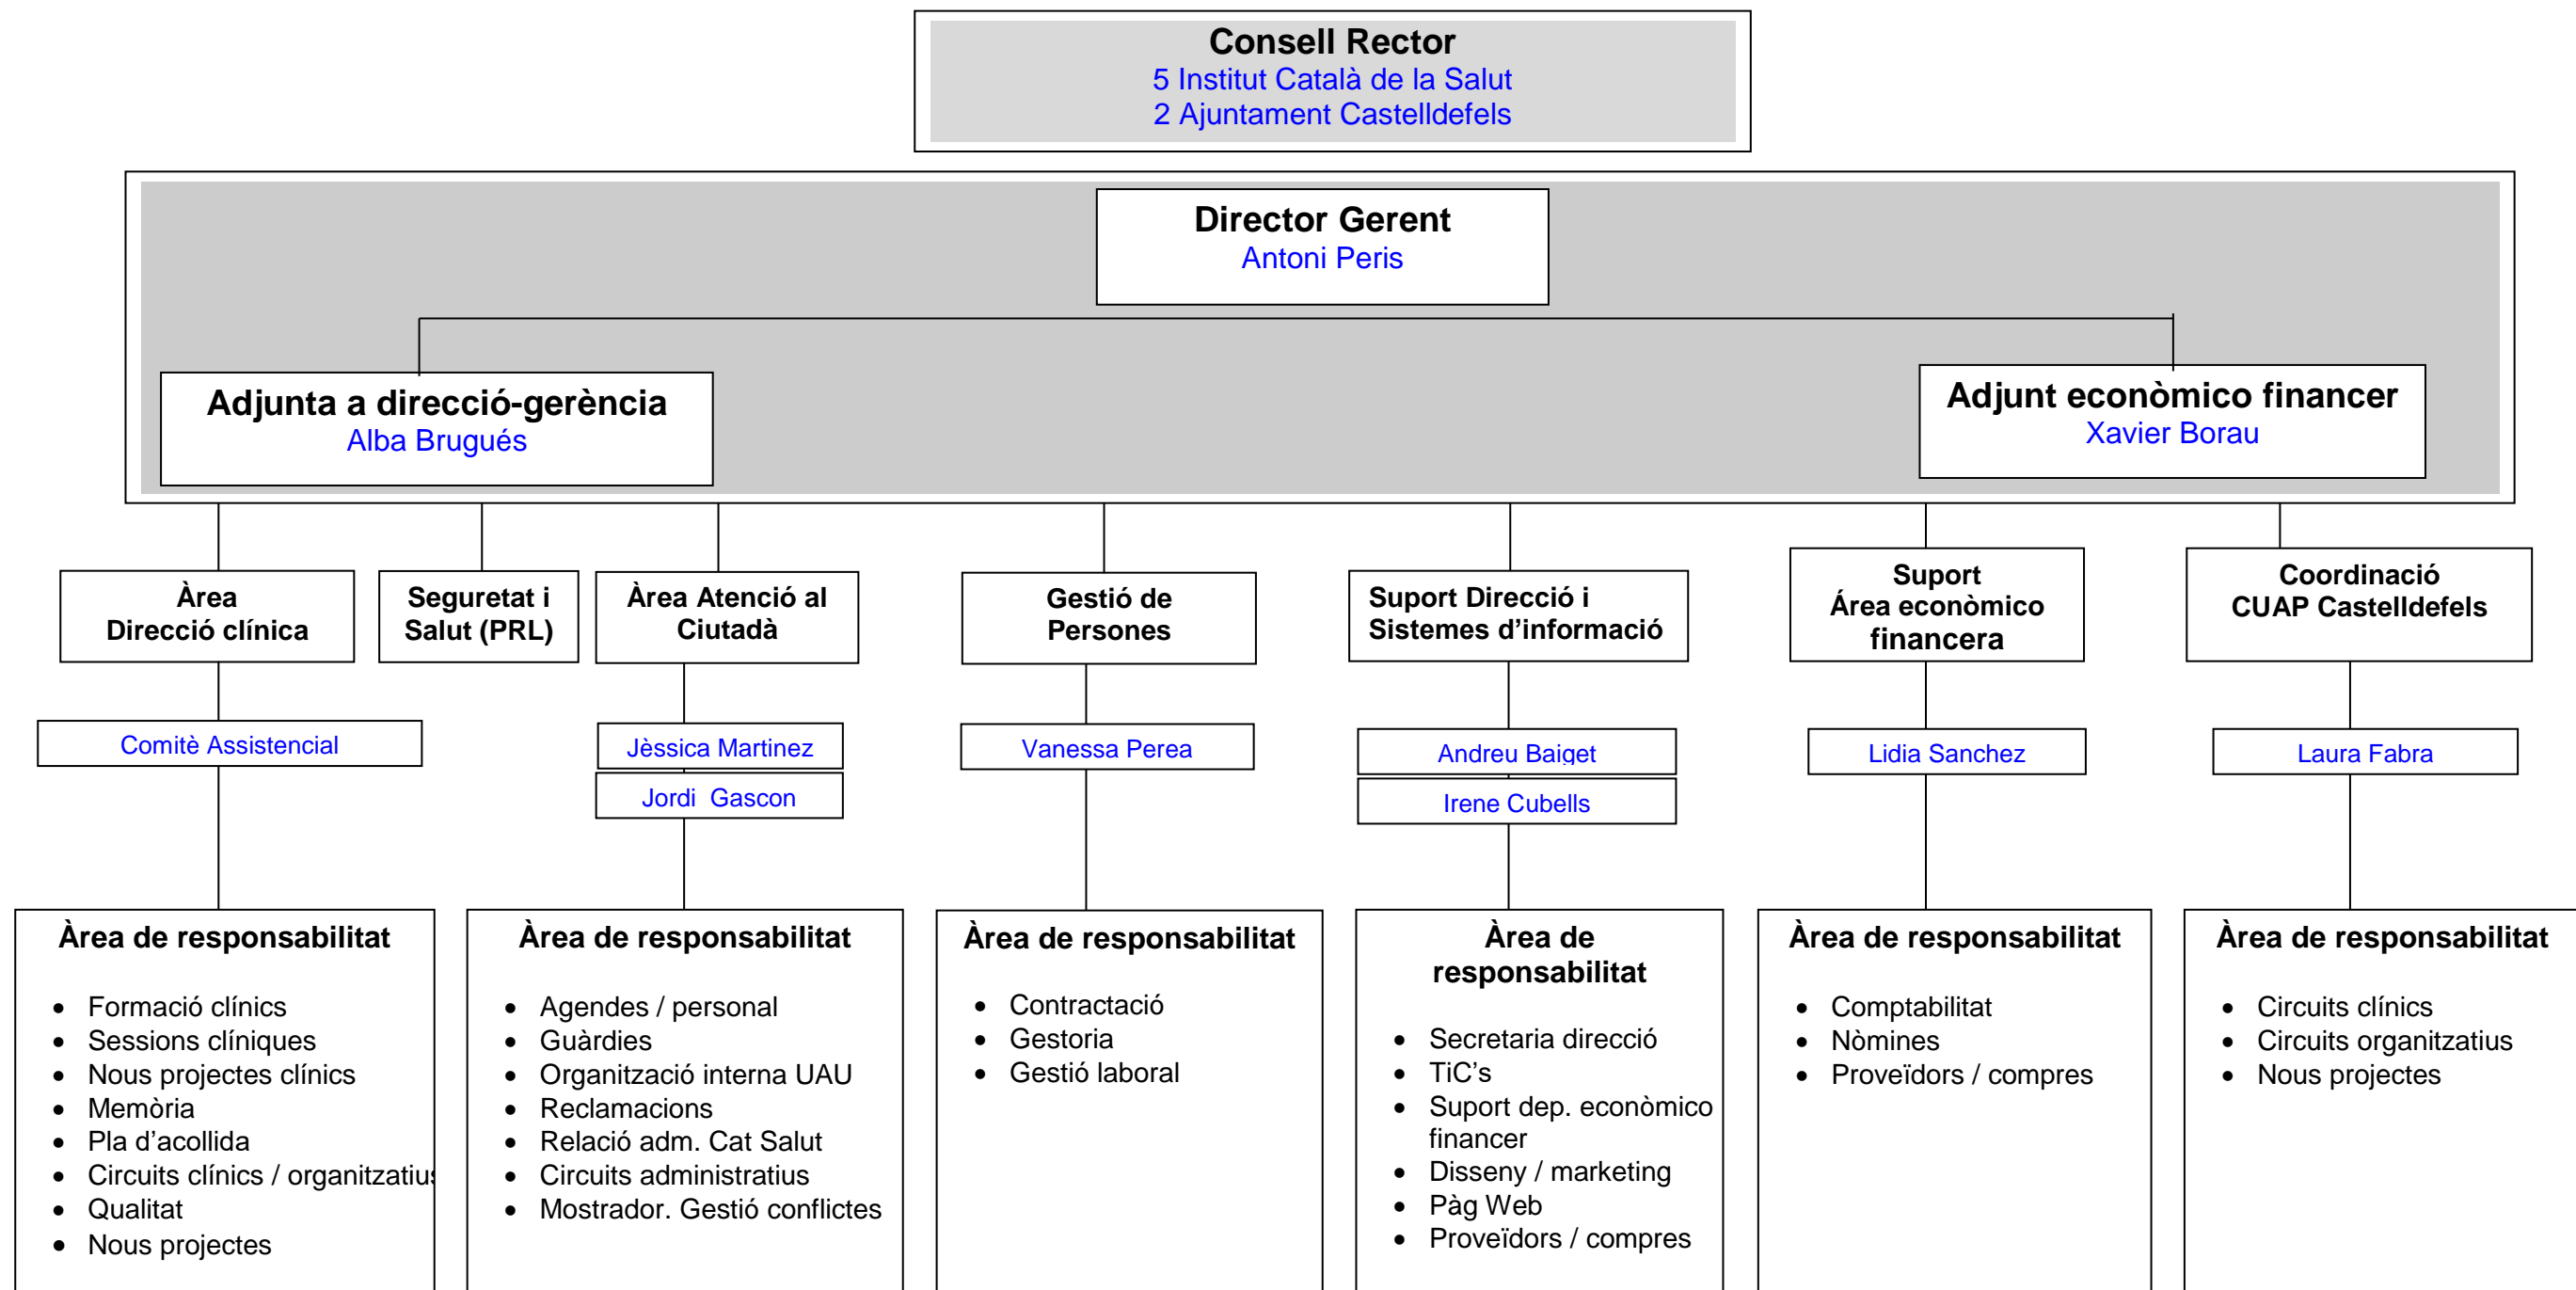 Consell Rector
5 Institut Català de la Salut
2 Ajuntament Castelldefels
Director Gerent
Antoni Peris
Adjunta a direcció-gerència
Alba Brugués
Adjunt econòmico financer
Xavier Borau
Àrea
Direcció clínica
Seguretat i
Salut (PRL)
Àrea Atenció al
Ciutadà
Gestió de
Persones
Suport Direcció i
Sistemes d'informació
Suport
Área econòmico
financera
Coordinació
CUAP Castelldefels
Comitè Assistencial
Jèssica Martinez
Jordi Gascon
Vanessa Perea
Andreu Baiget
Irene Cubells
Lidia Sanchez
Laura Fabra
Àrea de responsabilitat
• Formació clínics
• Sessions clíniques
• Nous projectes clínics
• Memòria
• Pla d'acollida
• Circuits clínics / organitzatius
• Qualitat
• Nous projectes
Àrea de responsabilitat
• Agendes / personal
• Guàrdies
• Organització interna UAU
• Reclamacions
• Relació adm. Cat Salut
• Circuits administratius
• Mostrador. Gestió conflictes
Àrea de responsabilitat
• Contractació
• Gestoria
• Gestió laboral
Àrea de
responsabilitat
• Secretaria direcció
• TiC's
• Suport dep. econòmico
financer
• Disseny / marketing
• Pàg Web
• Proveïdors / compres
Àrea de responsabilitat
• Comptabilitat
• Nòmines
• Proveïdors / compres
Àrea de responsabilitat
• Circuits clínics
• Circuits organitzatius
• Nous projectes